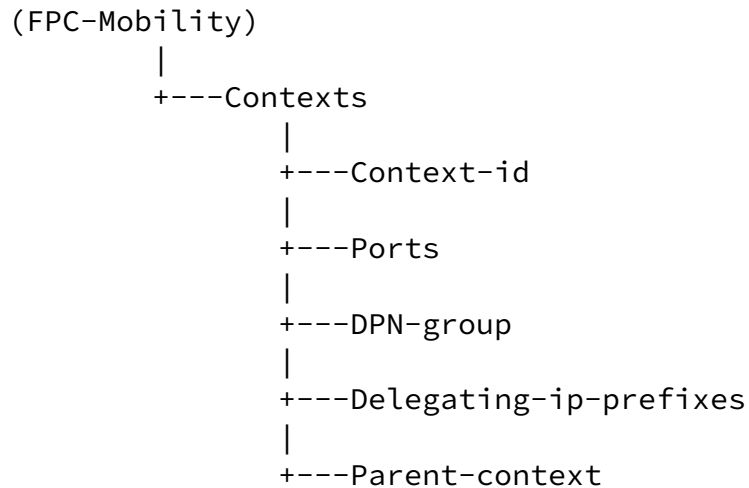 (FPC-Mobility)
|
+---Contexts
|
+---Context-id
|
+---Ports
|
+---DPN-group
|
+---Delegating-ip-prefixes
|
+---Parent-context